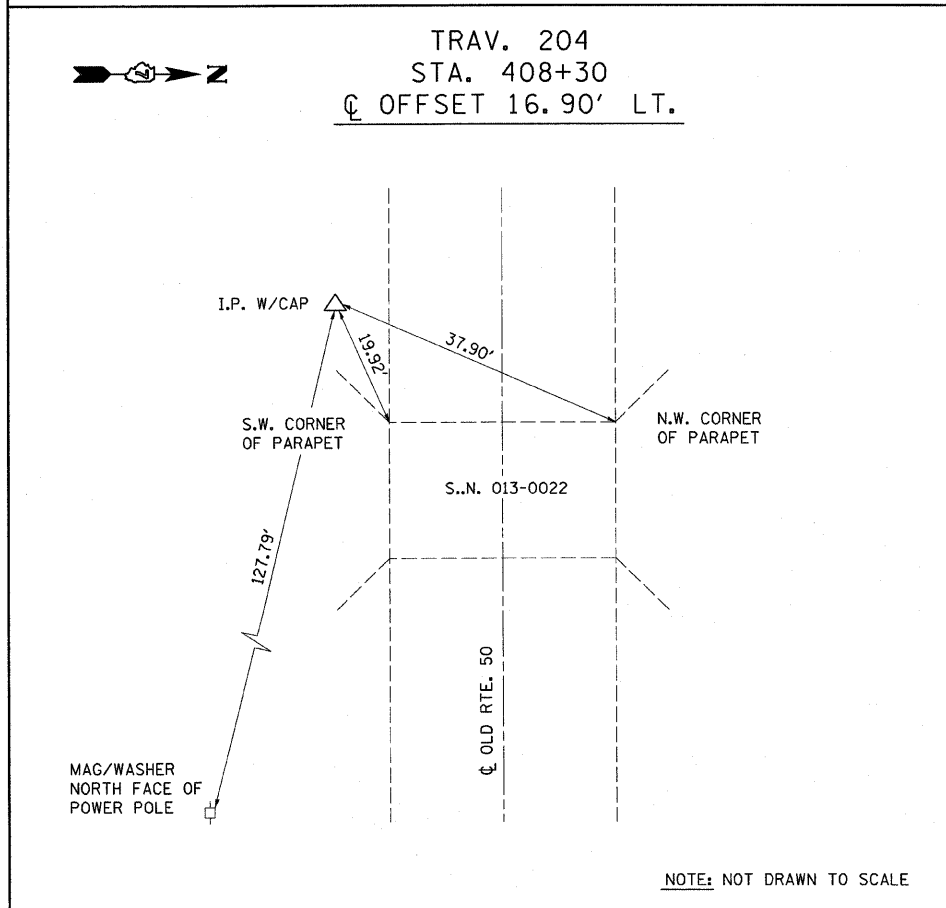 TRAV. 204
STA. 408+30
℄ OFFSET 16.90' LT.
N
I.P. W/CAP
19.92'
37.90'
S.W. CORNER
OF PARAPET
N.W. CORNER
OF PARAPET
S..N. 013-0022
127.79'
℄ OLD RTE. 50
MAG/WASHER
NORTH FACE OF
POWER POLE
NOTE: NOT DRAWN TO SCALE